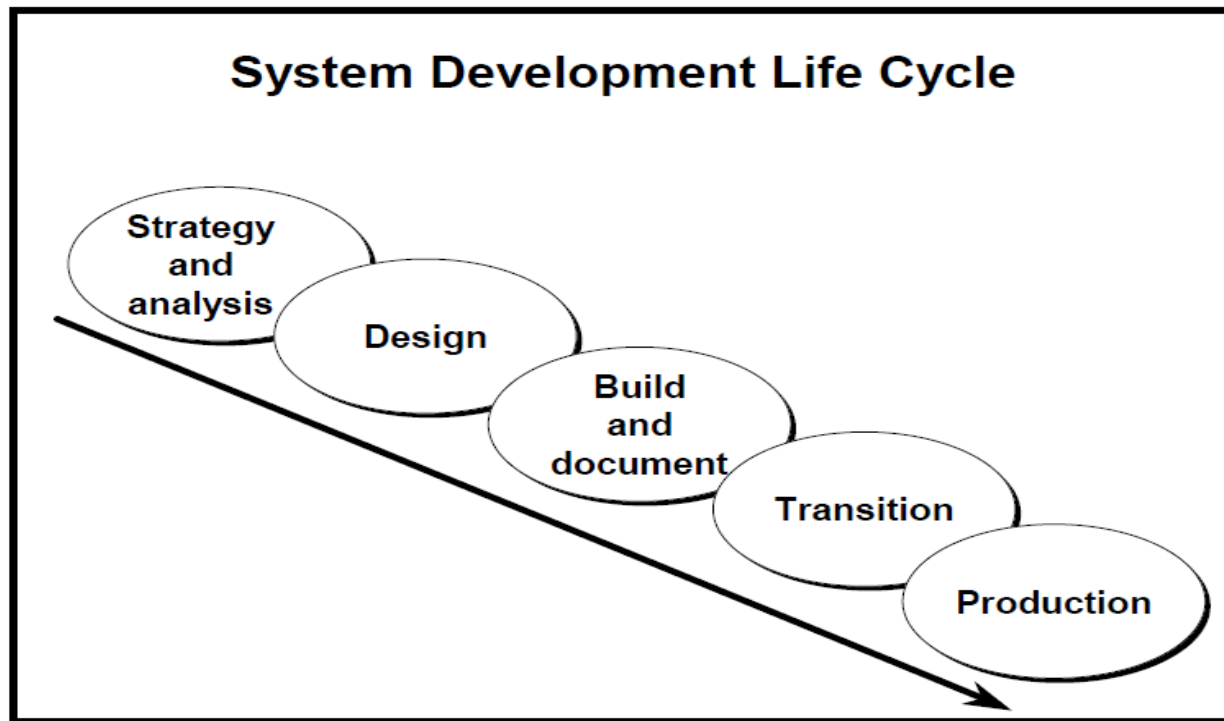 System Development Life Cycle
Strategy
and
analysis
Design
Build
and
document
Transition
Production